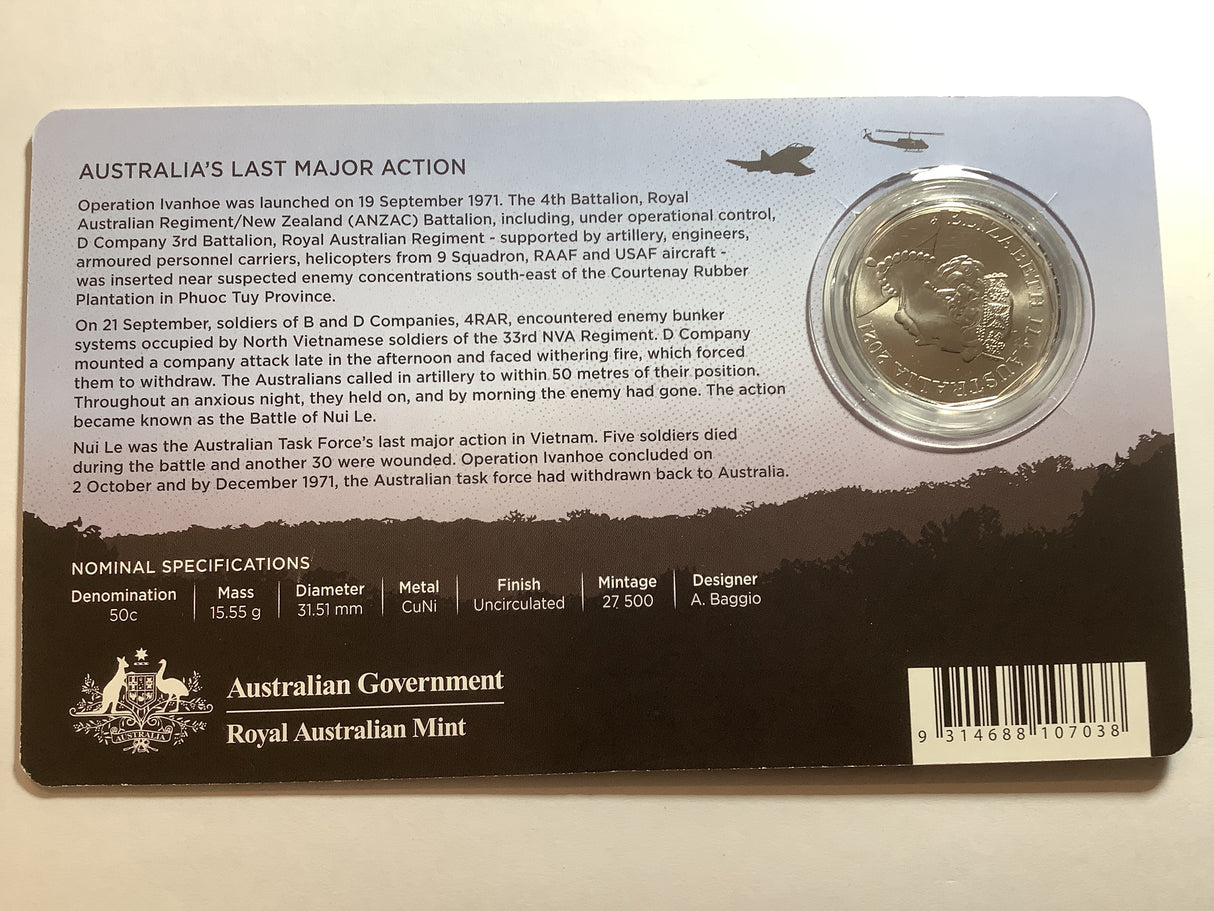 AUSTRALIA'S LAST MAJOR ACTION
Operation Ivanhoe was launched on 19 September 1971. The 4th Battalion, Royal
Australian Regiment/New Zealand (ANZAC) Battalion, including, under operational control,
D Company 3rd Battalion, Royal Australian Regiment - supported by artillery, engineers,
armoured personnel carriers, helicopters from 9 Squadron, RAAF and USAF aircraft -
was inserted near suspected enemy concentrations south-east of the Courtenay Rubber
Plantation in Phuoc Tuy Province.
On 21 September, soldiers of B and D Companies, 4RAR, encountered enemy bunker
systems occupied by North Vietnamese soldiers of the 33rd NVA Regiment. D Company
mounted a company attack late in the afternoon and faced withering fire, which forced
them to withdraw. The Australians called in artillery to within 50 metres of their position.
Throughout an anxious night, they held on, and by morning the enemy had gone. The action
became known as the Battle of Nui Le.
Nui Le was the Australian Task Force's last major action in Vietnam. Five soldiers died
during the battle and another 30 were wounded. Operation Ivanhoe concluded on
2 October and by December 1971, the Australian task force had withdrawn back to Australia.
ELIZABETH II AUSTRALIA 2021
NOMINAL SPECIFICATIONS
Denomination Mass Diameter Metal Finish Mintage Designer
50c 15.55 g 31.51 mm CuNi Uncirculated 27 500 A. Baggio
AUSTRALIA
Australian Government
Royal Australian Mint
9 314688 107038